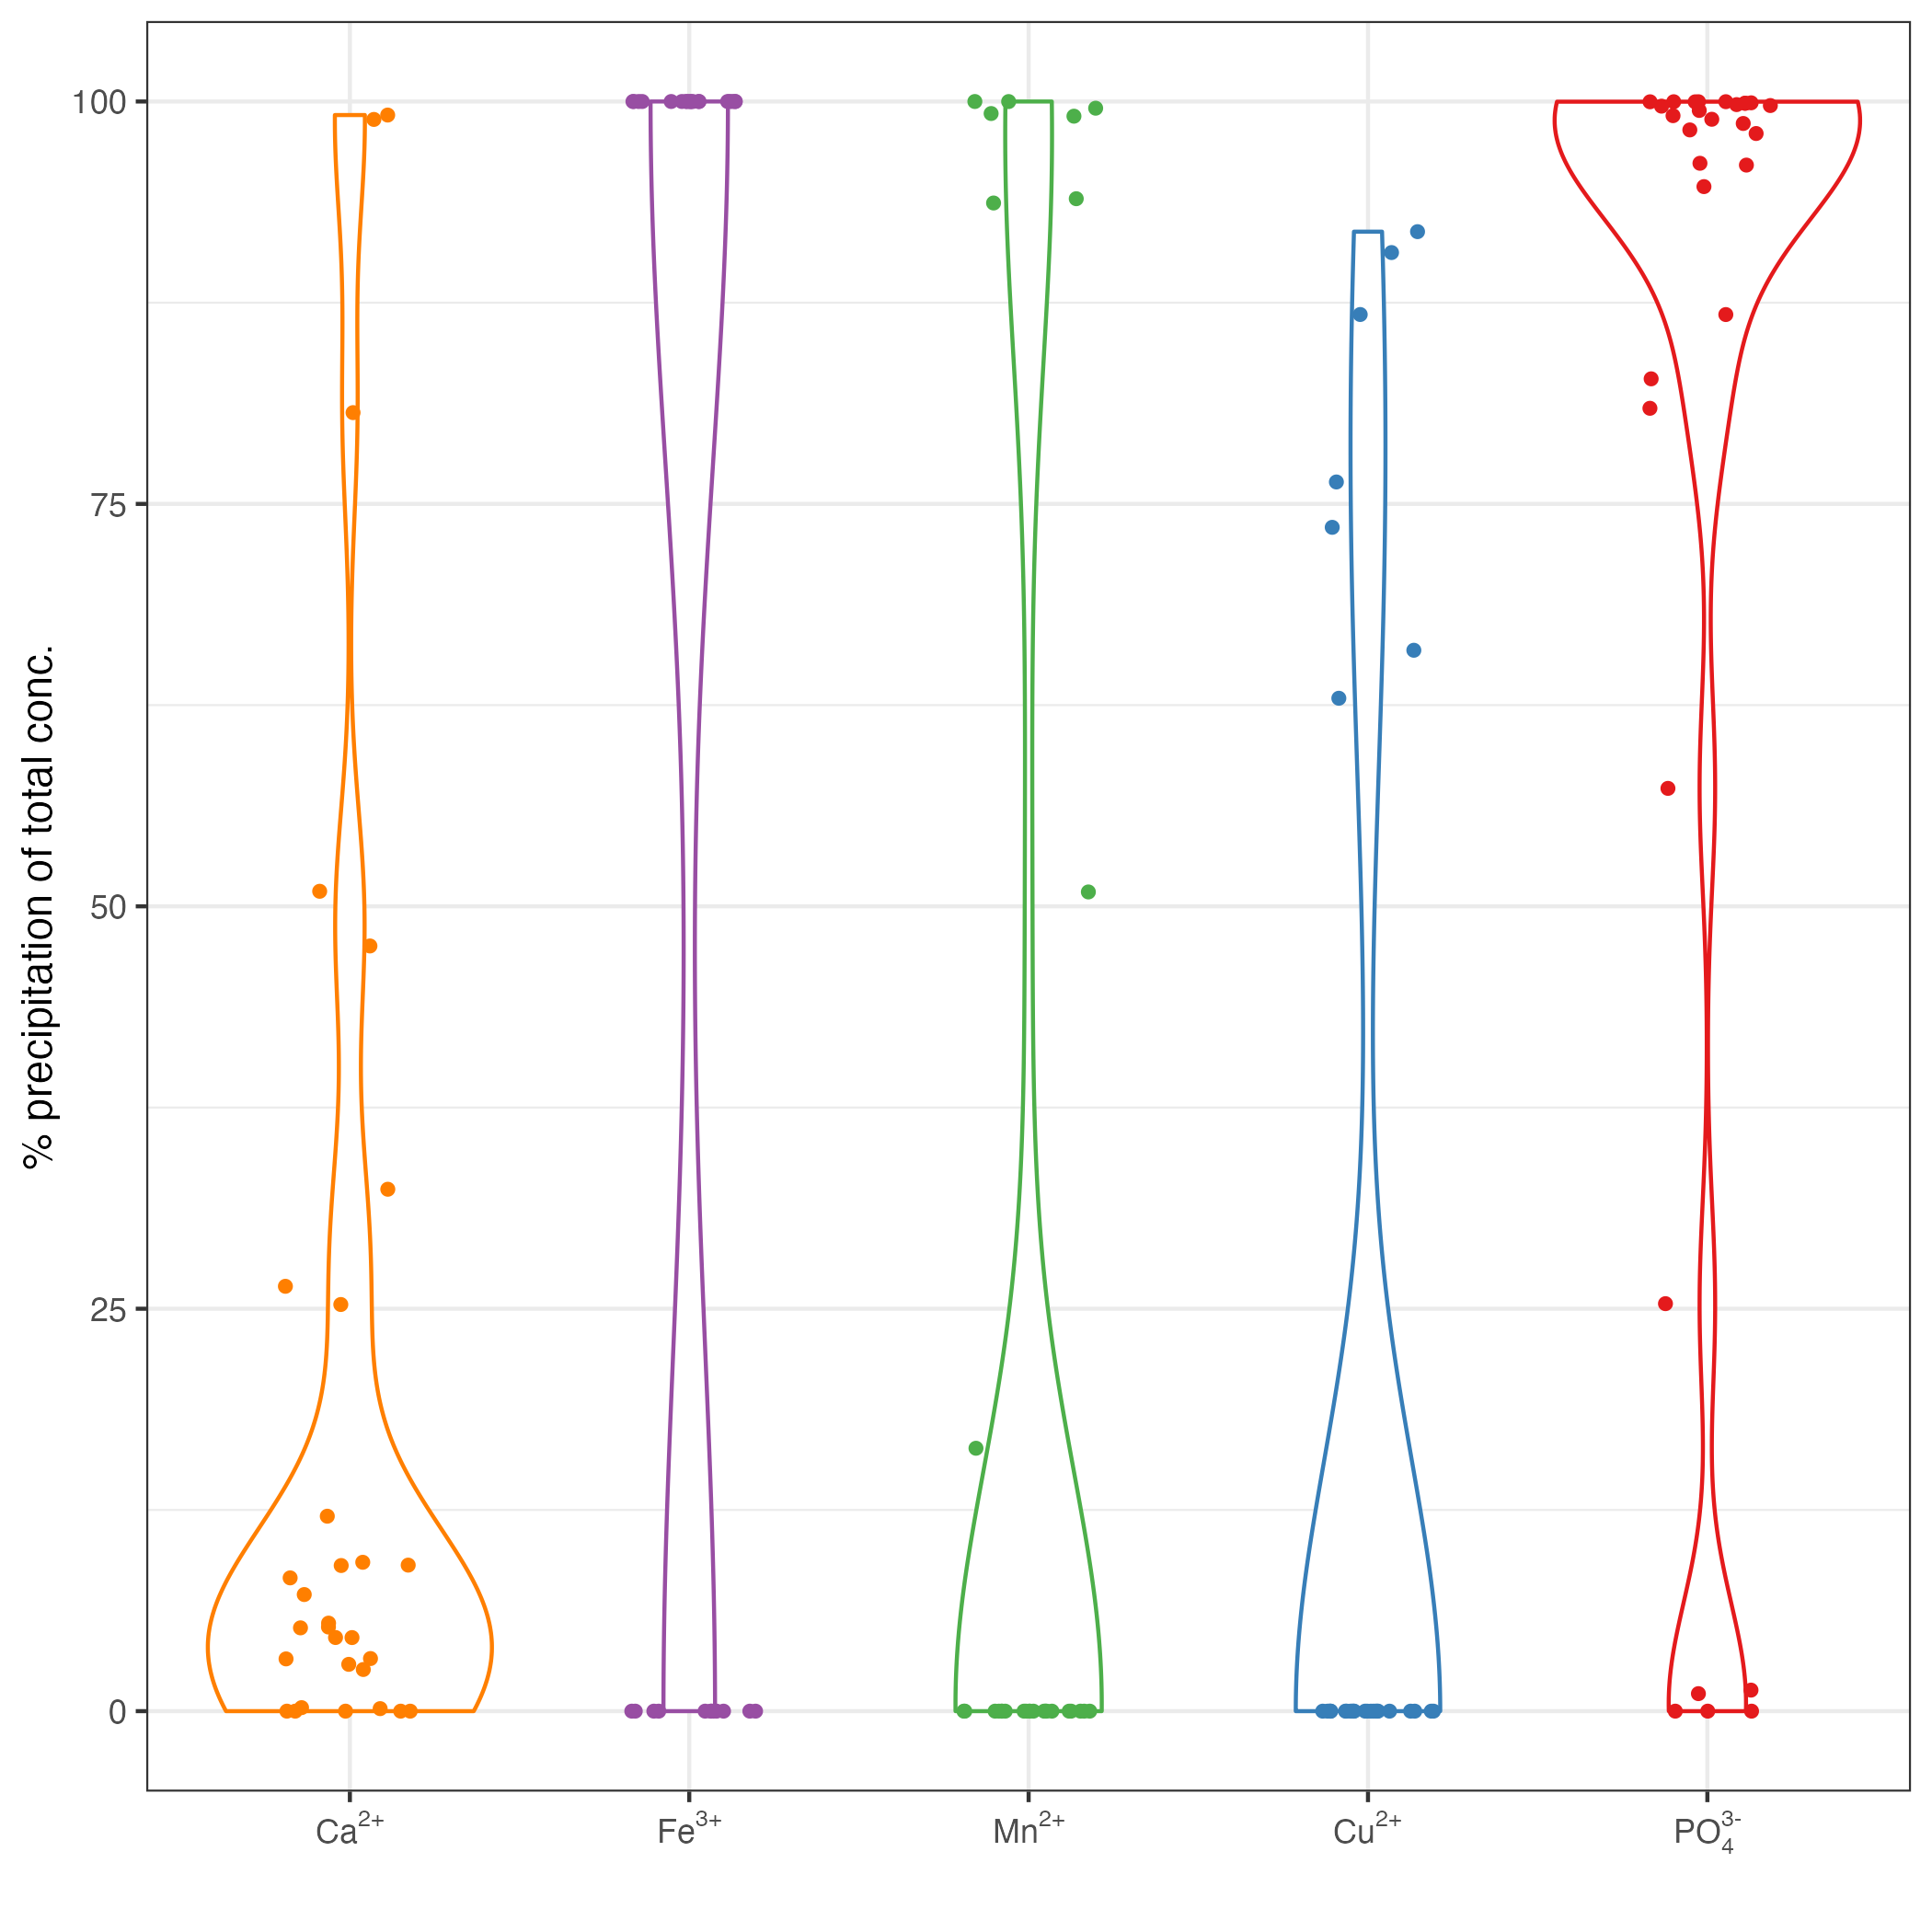 % precipitation of total conc.
100
75
50
25
0
Ca²⁺
Fe³⁺
Mn²⁺
Cu²⁺
PO₄³⁻